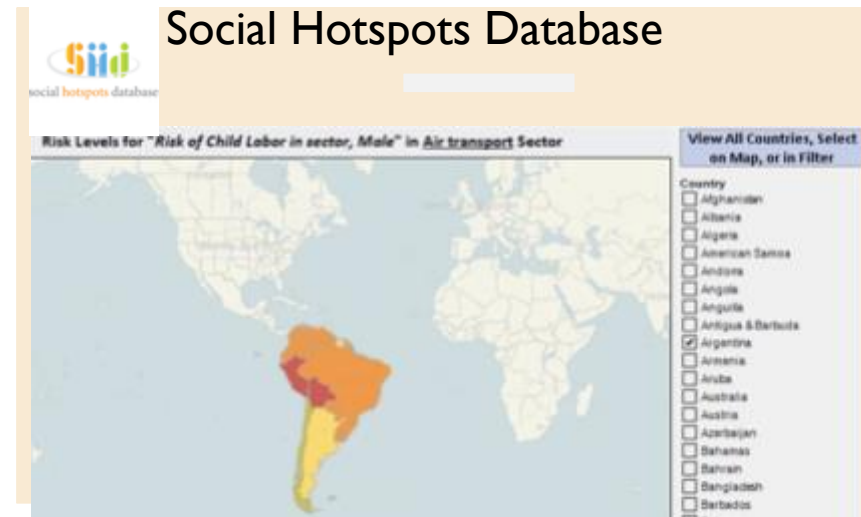 Social Hotspots Database
social hotspots database
Risk Levels for "Risk of Child Labor in sector, Male" in Air transport Sector
View All Countries, Select
on Map, or in Filter
Country
Afghanistan
Albania
Algeria
American Samoa
Andorra
Angola
Anguilla
Antigua & Barbuda
Argentina
Armenia
Aruba
Australia
Austria
Azerbaijan
Bahamas
Bahrain
Bangladesh
Barbados